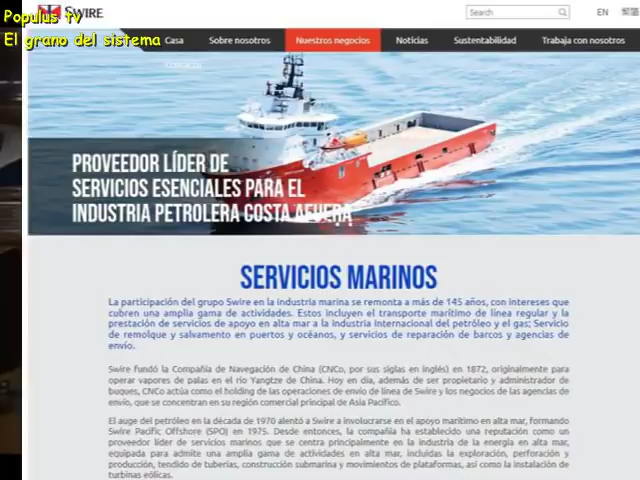 Populus tv
El grano del sistema
SWIRE
Search
EN
繁體
Casa
Sobre nosotros
Nuestros negocios
Noticias
Sustentabilidad
Trabaja con nosotros
PROVEEDOR LÍDER DE
SERVICIOS ESENCIALES PARA EL
INDUSTRIA PETROLERA COSTA AFUERA
SERVICIOS MARINOS
La participación del grupo Swire en la industria marina se remonta a más de 145 años, con intereses que
cubren una amplia gama de actividades. Estos incluyen el transporte marítimo de línea regular y la
prestación de servicios de apoyo en alta mar a la industria internacional del petróleo y el gas; Servicio
de remolque y salvamento en puertos y océanos, y servicios de reparación de barcos y agencias de
envío.
Swire fundó la Compañía de Navegación de China (CNCo, por sus siglas en inglés) en 1872, originalmente para
operar vapores de palas en el río Yangtze de China. Hoy en día, además de ser propietario y administrador de
buques, CNCo actúa como el holding de las operaciones de envío de línea de Swire y los negocios de las agencias de
envío, que se concentran en su región comercial principal de Asia Pacífico.
El auge del petróleo en la década de 1970 alentó a Swire a involucrarse en el apoyo marítimo en alta mar, formando
Swire Pacific Offshore (SPO) en 1975. Desde entonces, la compañía ha establecido una reputación como un
proveedor líder de servicios marinos que se centra principalmente en la industria de la energía en alta mar,
equipada para admite una amplia gama de actividades en alta mar, incluidas la exploración, perforación y
producción, tendido de tuberías, construcción submarina y movimientos de plataformas, así como la instalación de
turbinas eólicas.